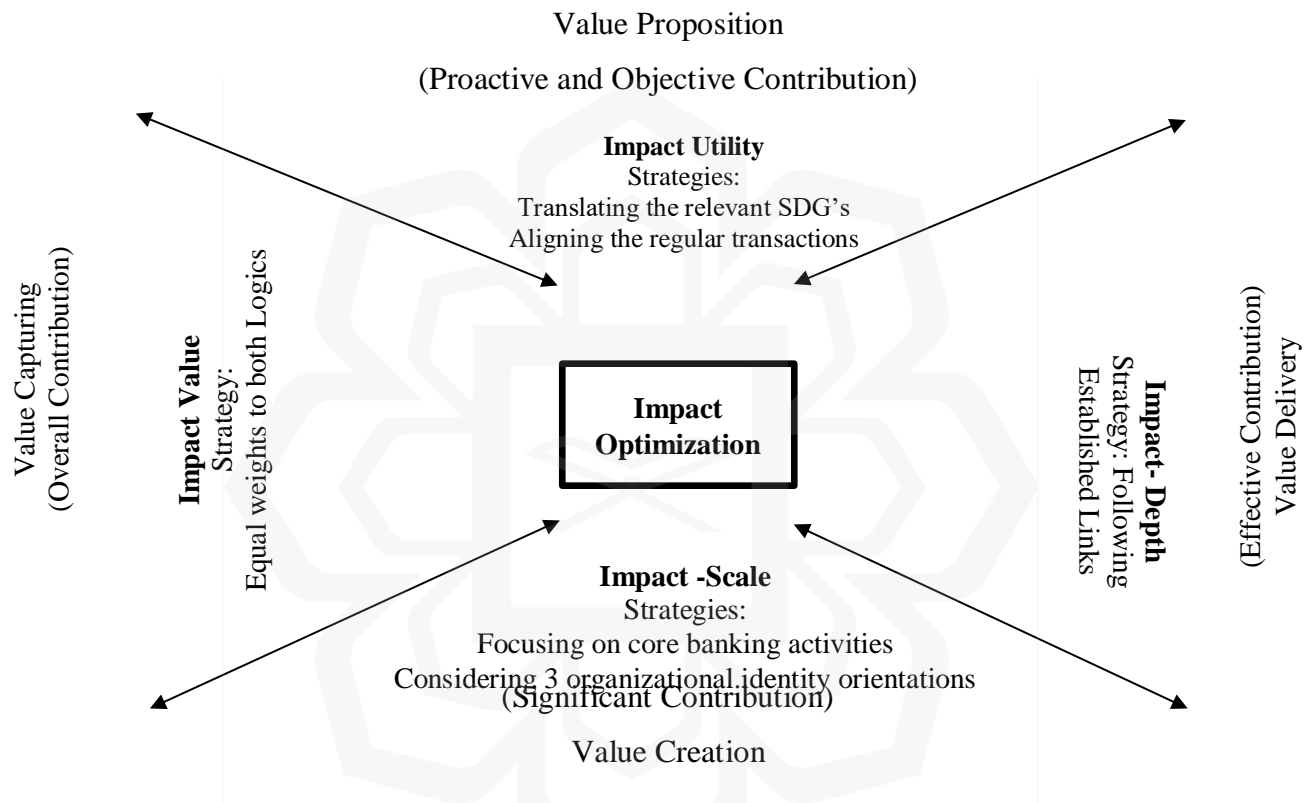 Value Proposition
(Proactive and Objective Contribution)
Impact Utility
Strategies:
Translating the relevant SDG's
Aligning the regular transactions
Value Capturing
(Overall Contribution)
Impact Value
Strategy:
Equal weights to both Logics
Impact
Optimization
Impact- Depth
Strategy: Following
Established Links
(Effective Contribution)
Value Delivery
Impact -Scale
Strategies:
Focusing on core banking activities
Considering 3 organizational identity orientations
(Significant Contribution)
Value Creation